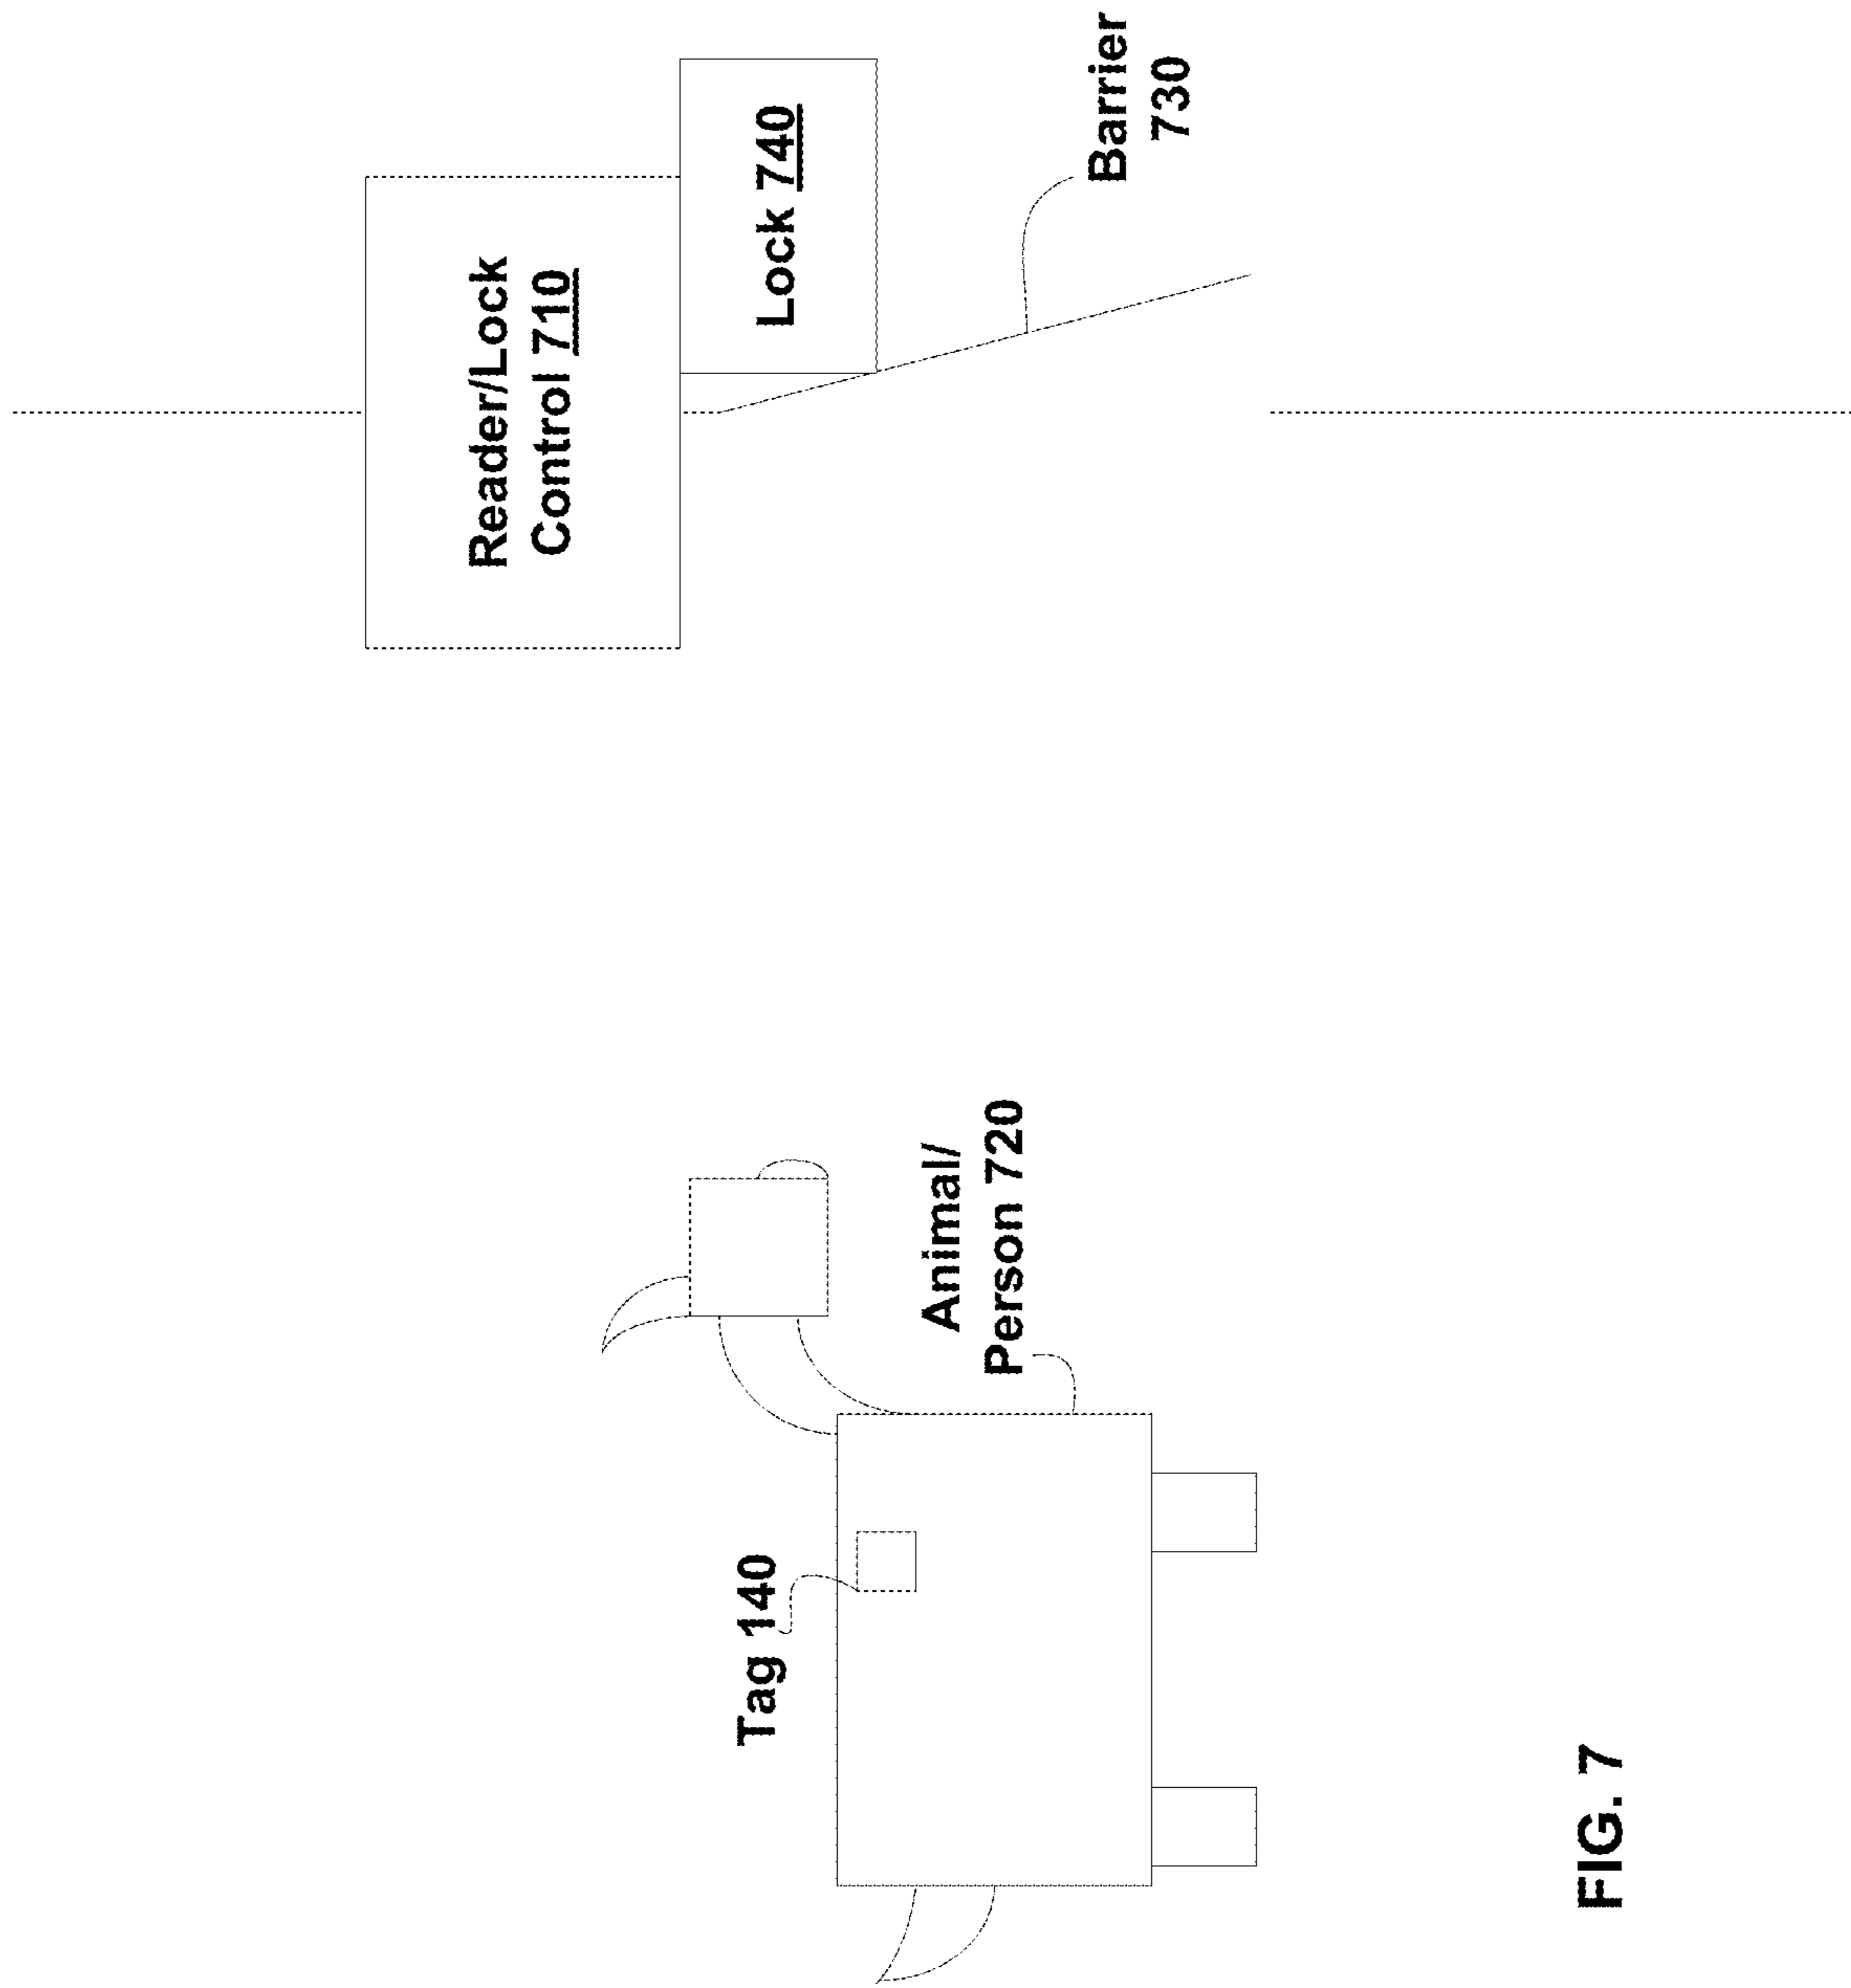 Reader/Lock
Control 710
Lock 740
Barrier
730
Tag 140
Animal/
Person 720
FIG. 7